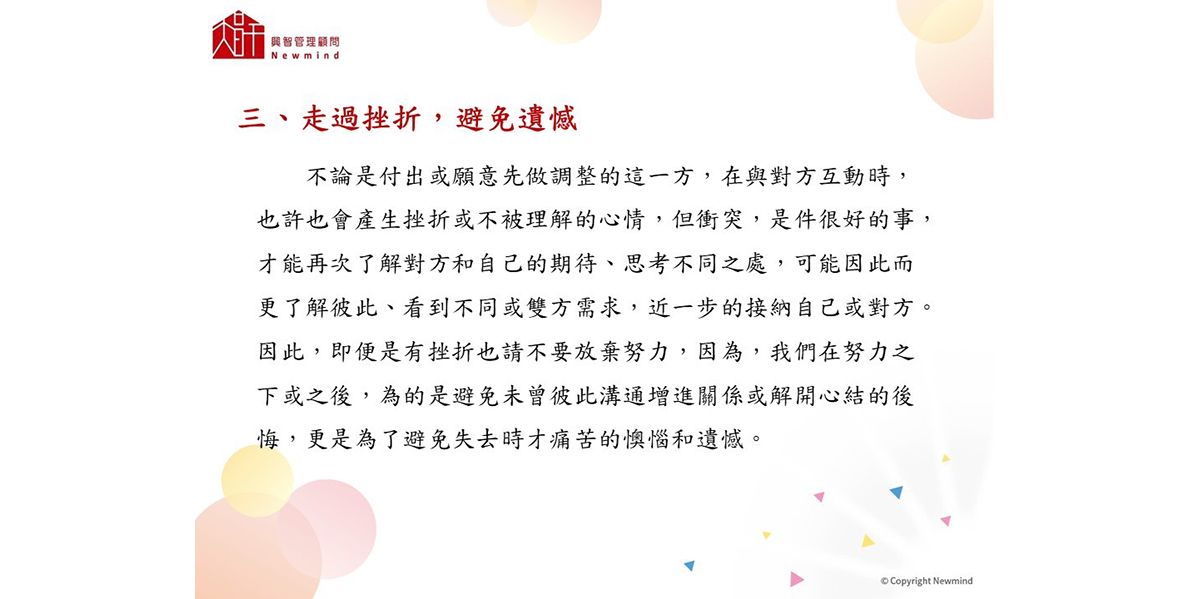 興智管理顧問
Newmind
三、走過挫折，避免遺憾
不論是付出或願意先做調整的這一方，在與對方互動時，
也許也會產生挫折或不被理解的心情，但衝突，是件很好的事，
才能再次了解對方和自己的期待、思考不同之處，可能因此而
更了解彼此、看到不同或雙方需求，近一步的接納自己或對方。
因此，即便是有挫折也請不要放棄努力，因為，我們在努力之
下或之後，為的是避免未曾彼此溝通增進關係或解開心結的後
悔，更是為了避免失去時才痛苦的懊惱和遺憾。
© Copyright Newmind